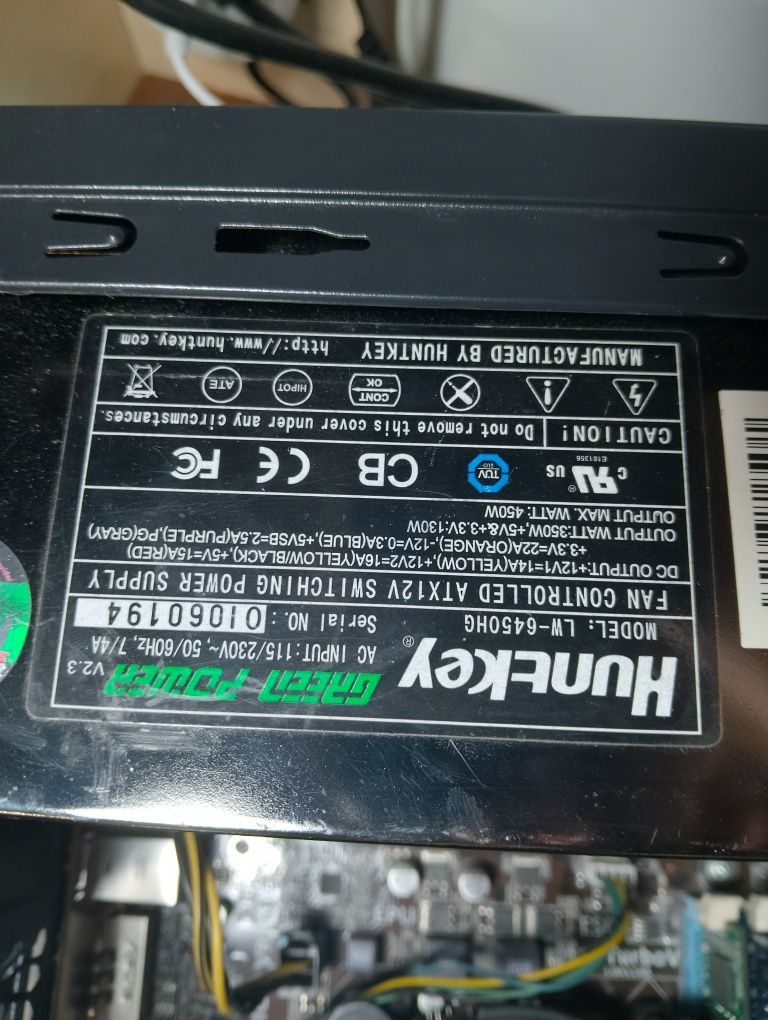 Huntkey®
GREEN POWER V2.3
MODEL: LW-6450HG
AC INPUT:115/230V~, 50/60Hz, 7/4A
Serial NO.: 01060194
FAN CONTROLLED ATX12V SWITCHING POWER SUPPLY
DC OUTPUT:+12V1=14A(YELLOW),+12V2=16A(YELLOW/BLACK),+5V=15A(RED)
+3.3V=22A(ORANGE),-12V=0.3A(BLUE),+5VSB=2.5A(PURPLE),PG(GRAY)
OUTPUT WATT:350W,+5V&+3.3V:130W
OUTPUT MAX. WATT: 450W
c UL US ® E181356 TUV SUD CB CE FC
CAUTION! Do not remove this cover under any circumstances.
CONT OK HIPOT ATE
MANUFACTURED BY HUNTKEY http://www.huntkey.com